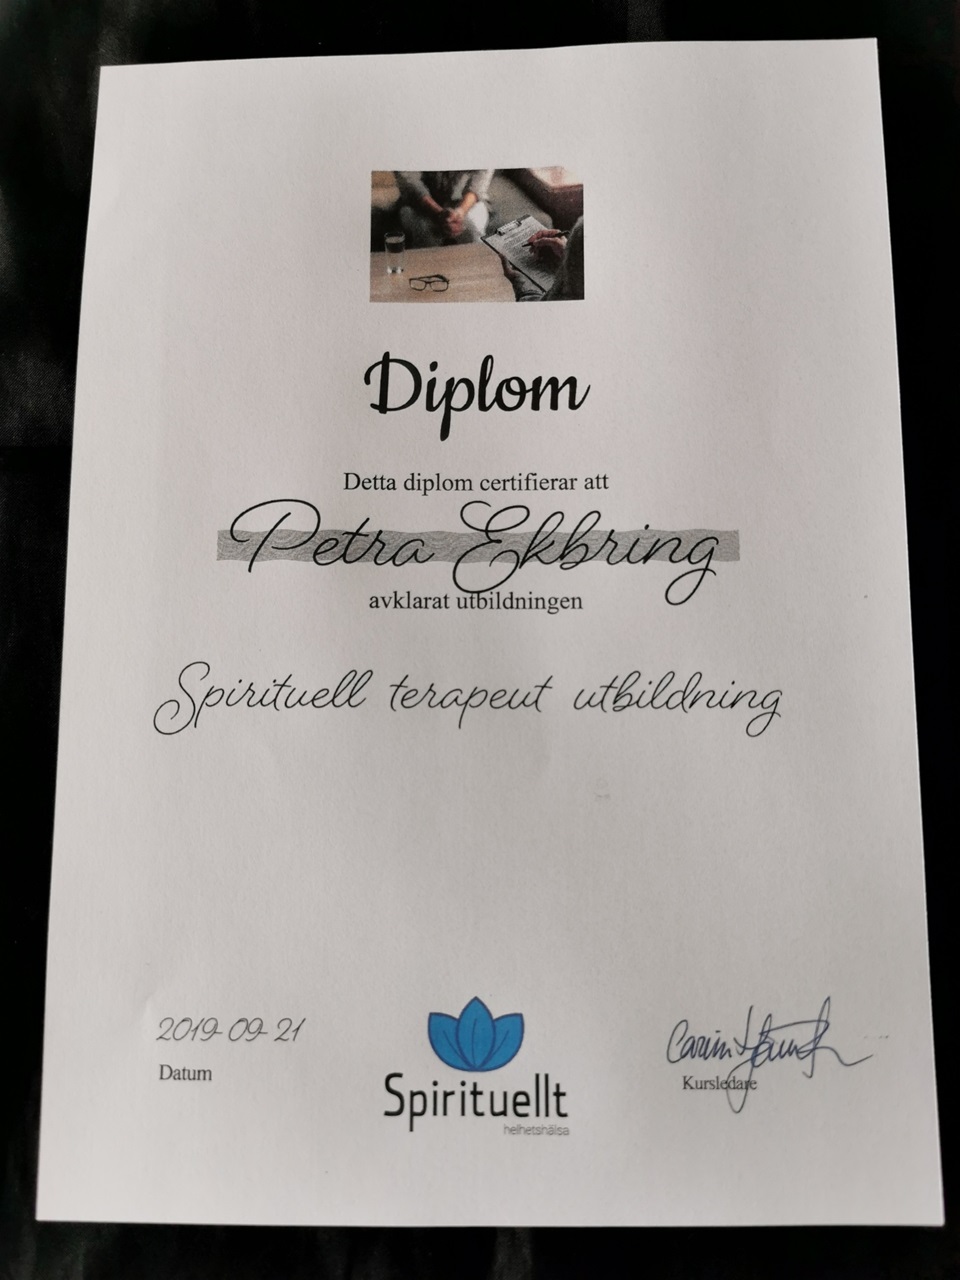 Diplom
Detta diplom certifierar att
Petra Ekbring
avklarat utbildningen
Spirituell terapeut utbildning
2019-09-21
Datum
Spirituellt
helhetshälsa
Carin
Kursledare